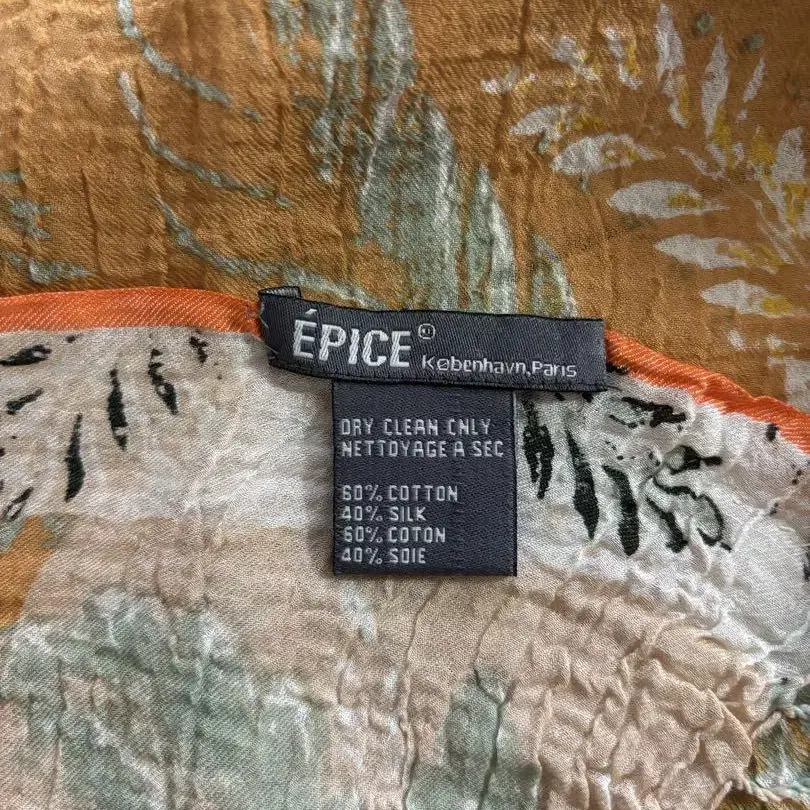 ÉPICE®
København, Paris
DRY CLEAN ONLY
NETTOYAGE A SEC
60% COTTON
40% SILK
60% COTON
40% SOIE